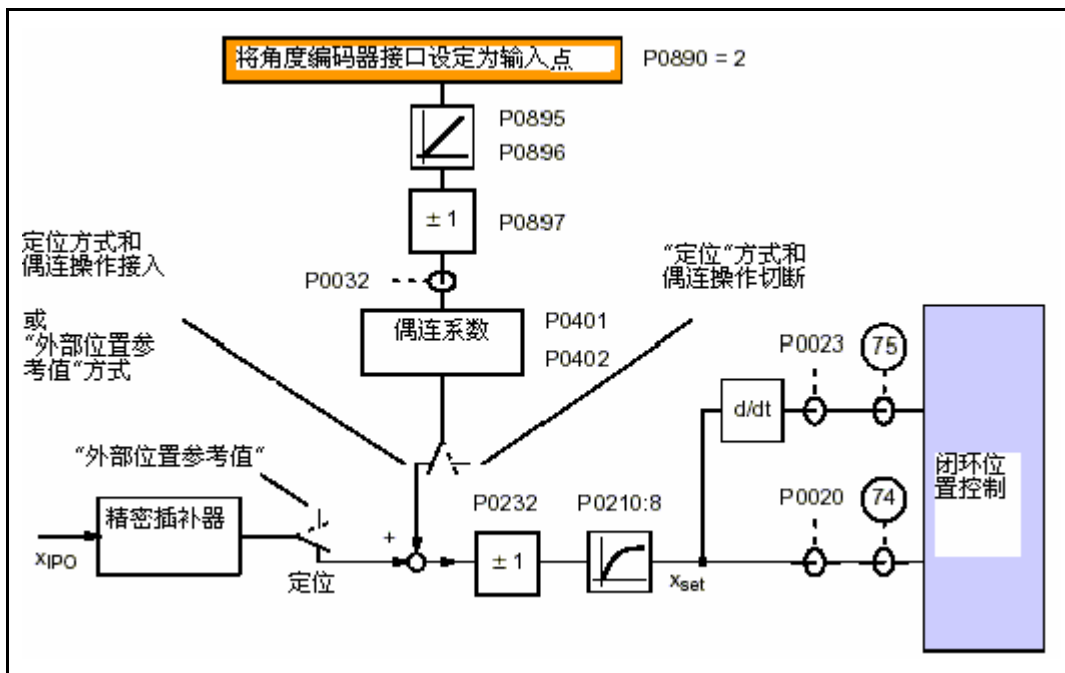 将角度编码器接口设定为输入点
P0890 = 2
P0895
P0896
± 1
P0897
定位方式和
偶连操作接入
或
“外部位置参
考值”方式
P0032
“定位”方式和
偶连操作切断
偶连系数
P0401
P0402
P0023
75
d/dt
“外部位置参考值”
精密插补器
xIPO
定位
+
P0232
± 1
P0210:8
xset
P0020
74
闭环位
置控制